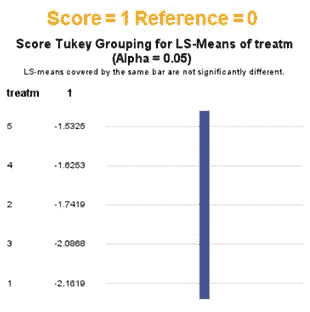 Score = 1 Reference = 0
Score Tukey Grouping for LS-Means of treatm
(Alpha = 0.05)
LS-means covered by the same bar are not significantly different.
treatm 1
5 -1.5325
4 -1.6253
2 -1.7419
3 -2.0868
1 -2.1619